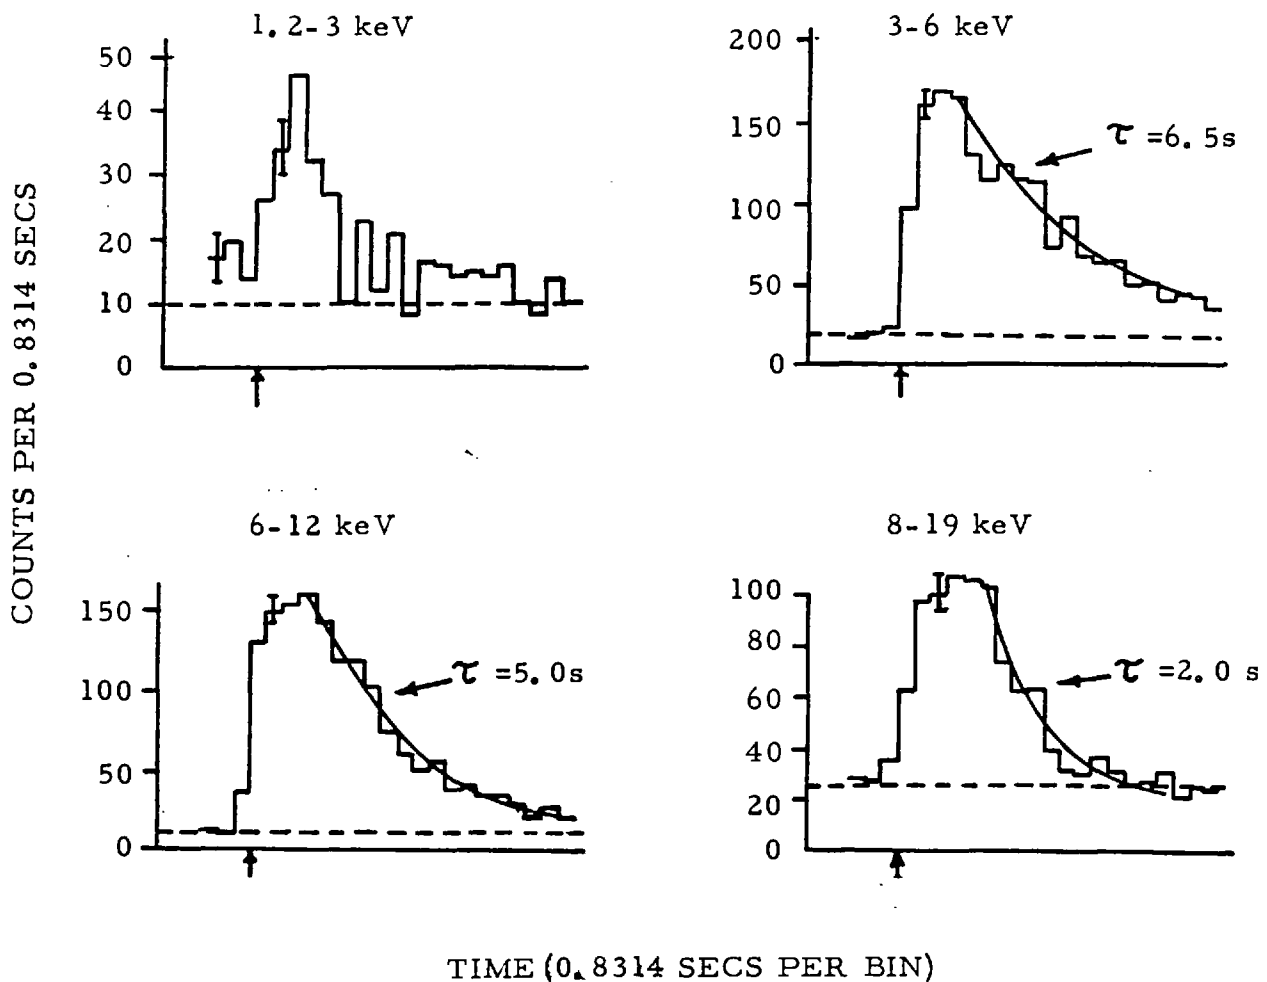 1.2-3 keV
50
40
30
20
10
0
3-6 keV
200
150
100
50
0
τ =6.5s
COUNTS PER 0.8314 SECS
6-12 keV
150
100
50
0
τ =5.0s
8-19 keV
100
80
60
40
20
0
τ =2.0 s
TIME (0.8314 SECS PER BIN)